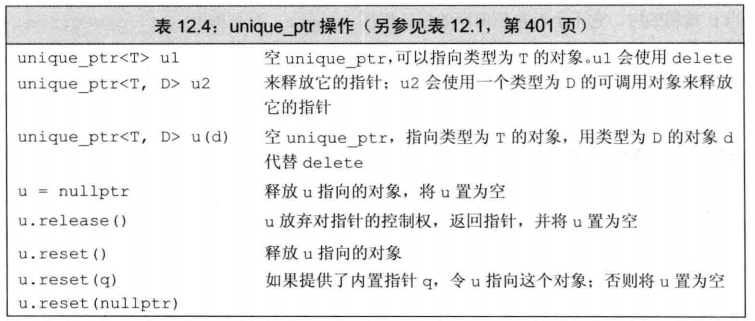 表 12.4：unique_ptr 操作（另参见表 12.1，第 401 页）
unique_ptr<T> u1 空 unique_ptr，可以指向类型为 T 的对象。u1 会使用 delete
unique_ptr<T, D> u2 来释放它的指针；u2 会使用一个类型为 D 的可调用对象来释放
它的指针
unique_ptr<T, D> u(d) 空 unique_ptr，指向类型为 T 的对象，用类型为 D 的对象 d
代替 delete
u = nullptr 释放 u 指向的对象，将 u 置为空
u.release() u 放弃对指针的控制权，返回指针，并将 u 置为空
u.reset() 释放 u 指向的对象
u.reset(q) 如果提供了内置指针 q，令 u 指向这个对象；否则将 u 置为空
u.reset(nullptr)